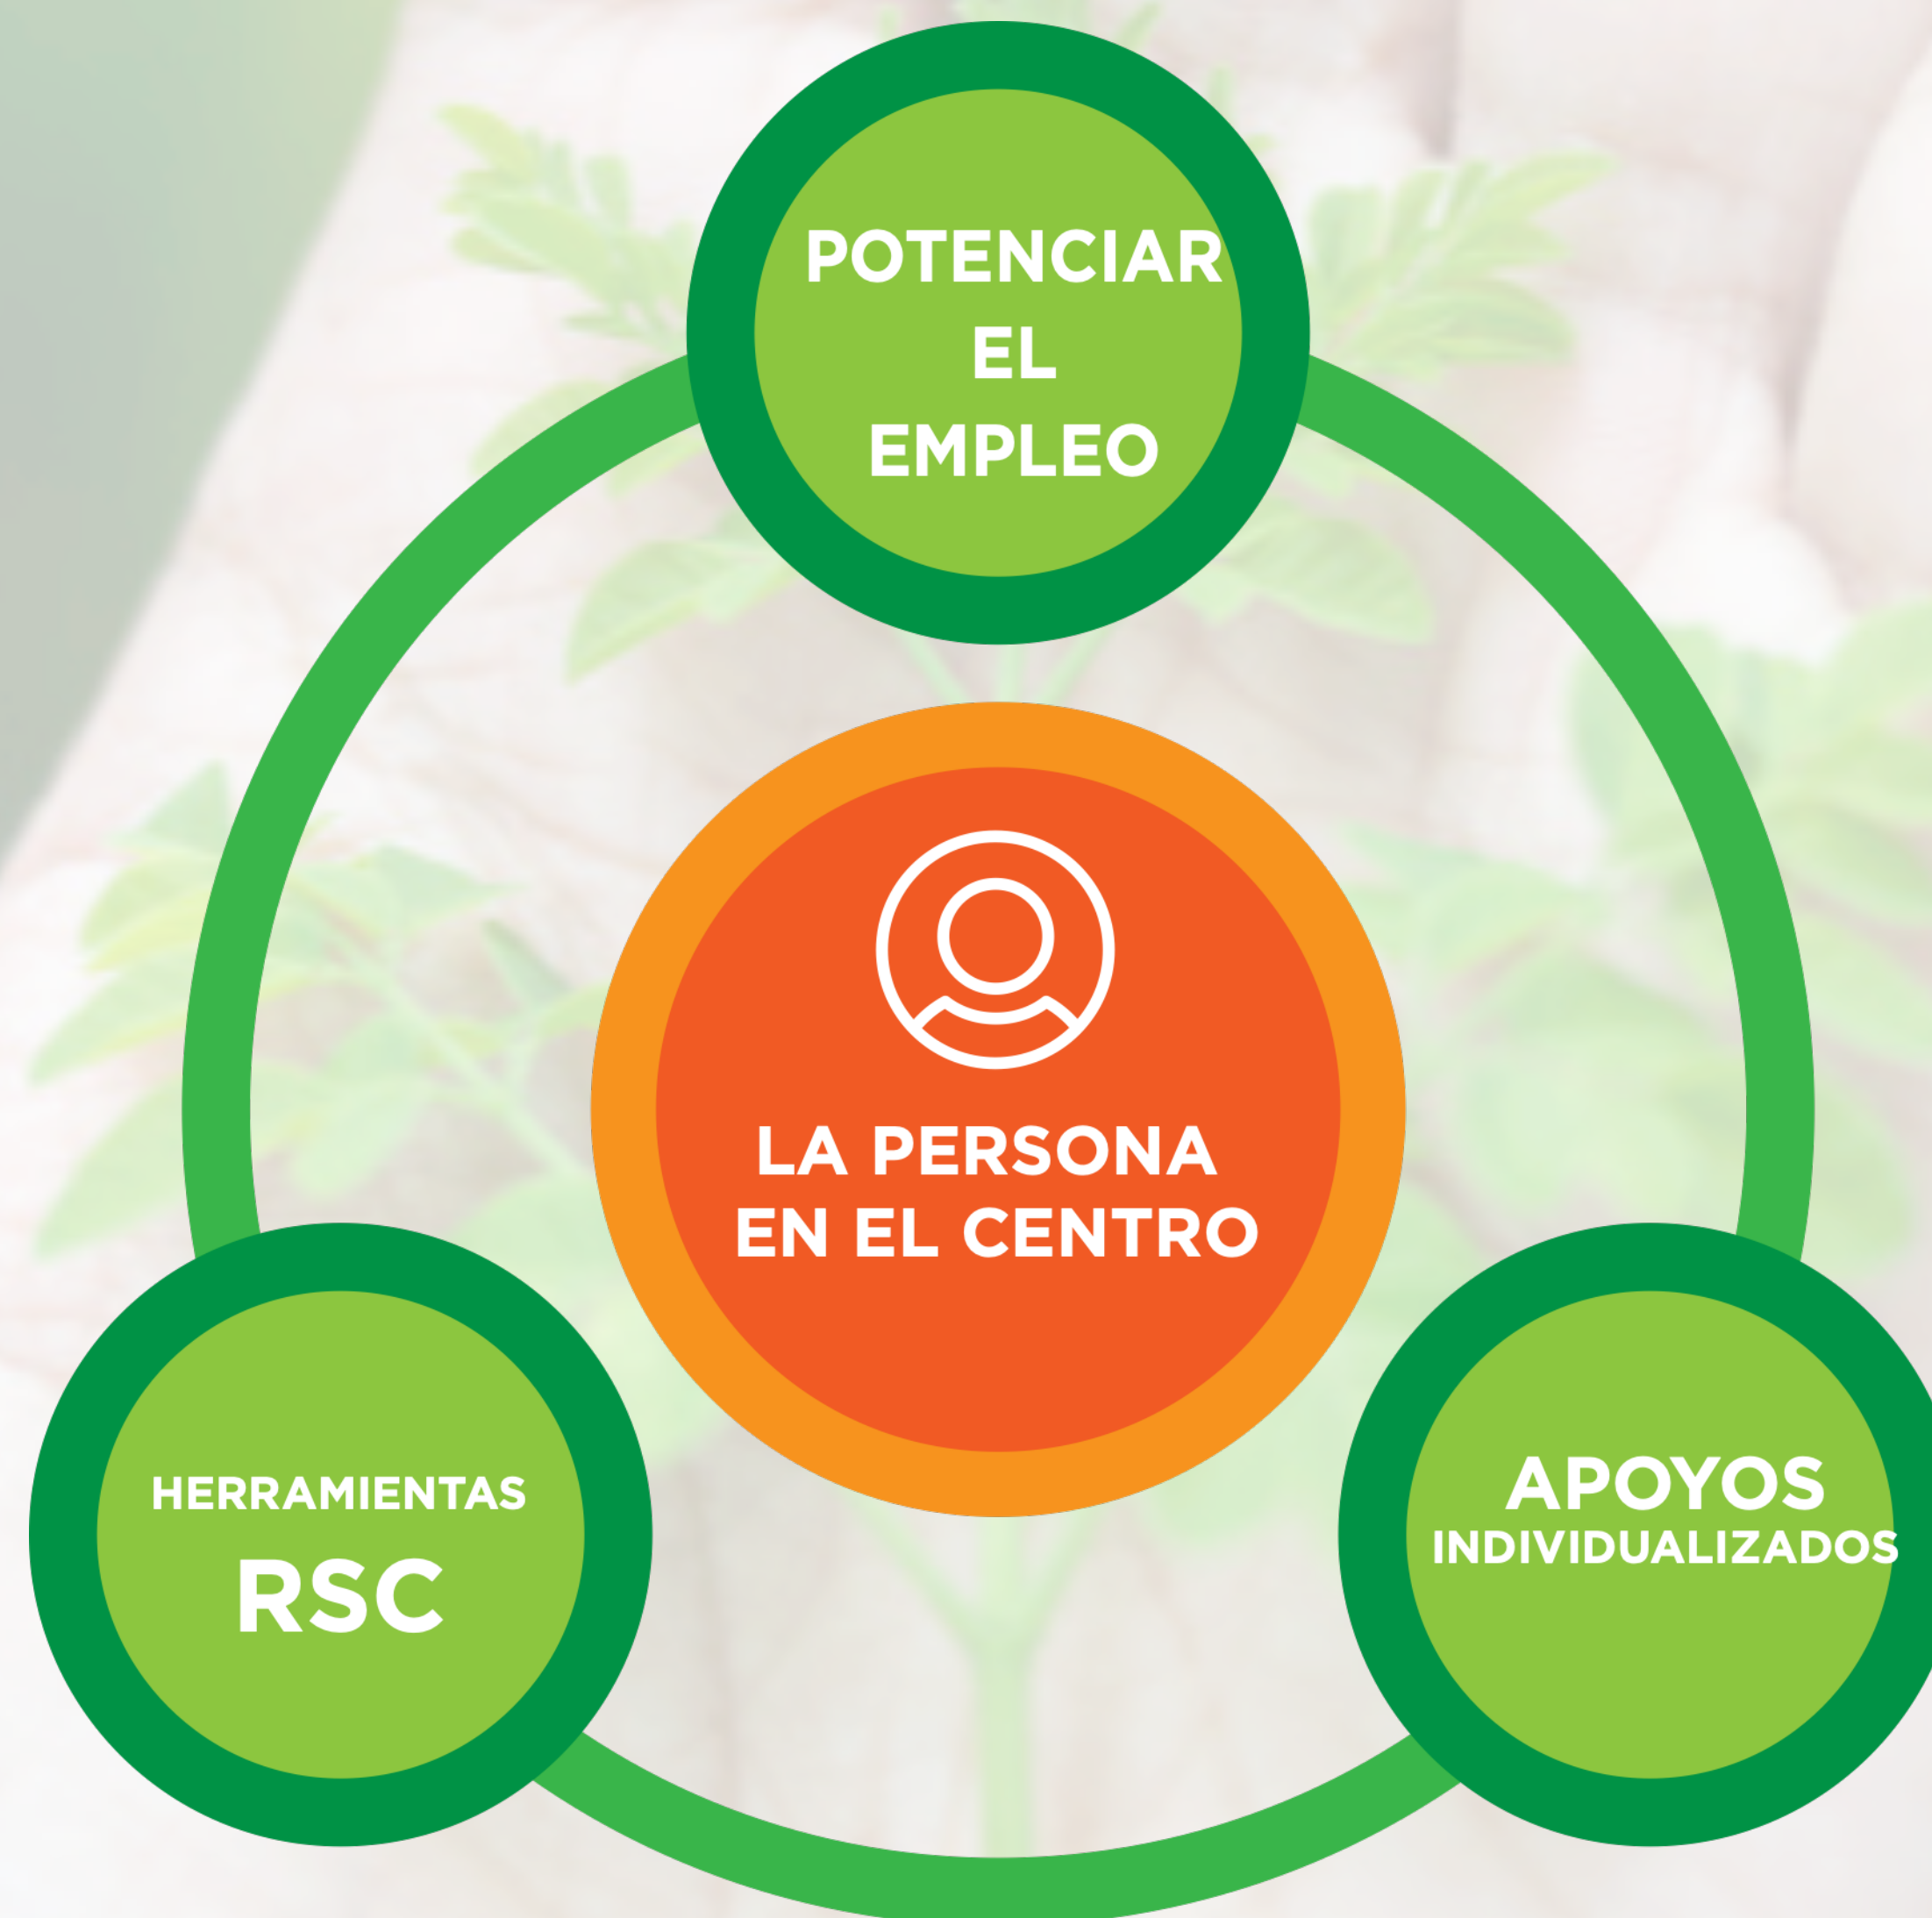 POTENCIAR
EL
EMPLEO
LA PERSONA
EN EL CENTRO
HERRAMIENTAS
RSC
APOYOS
INDIVIDUALIZADOS